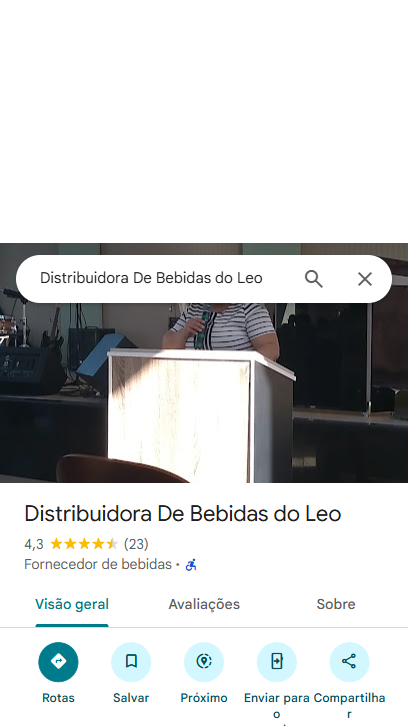 Distribuidora De Bebidas do Leo
Distribuidora De Bebidas do Leo
4,3 (23)
Fornecedor de bebidas ·
Visão geral Avaliações Sobre
Rotas Salvar Próximo Enviar para o Compartilhar